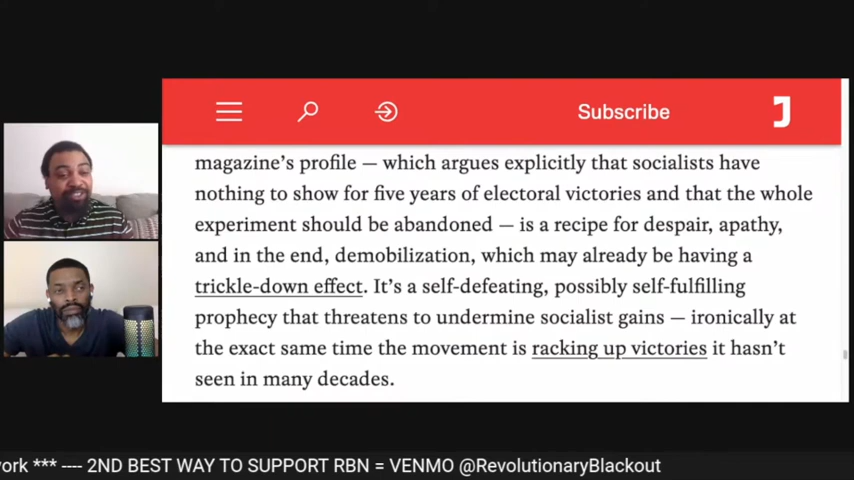 Subscribe
J
magazine's profile — which argues explicitly that socialists have
nothing to show for five years of electoral victories and that the whole
experiment should be abandoned — is a recipe for despair, apathy,
and in the end, demobilization, which may already be having a
trickle-down effect. It's a self-defeating, possibly self-fulfilling
prophecy that threatens to undermine socialist gains — ironically at
the exact same time the movement is racking up victories it hasn't
seen in many decades.
ork *** ---- 2ND BEST WAY TO SUPPORT RBN = VENMO @RevolutionaryBlackout